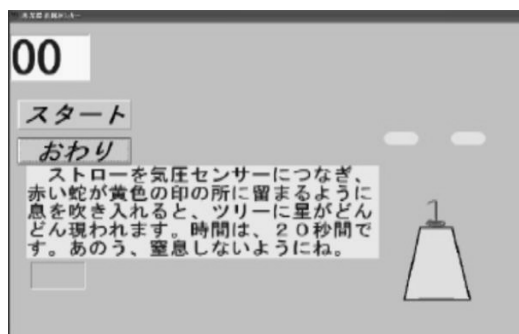 00
スタート
おわり
ストローを気圧センサーにつなぎ、
赤い蛇が黄色の印の所に留まるように
息を吹き入れると、ツリーに星がどん
どん現われます。時間は、20秒間で
す。あのう、窒息しないようにね。